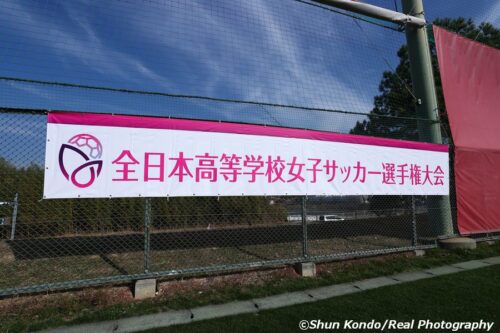 全日本高等学校女子サッカー選手権大会
©Shun Kondo/Real Photography